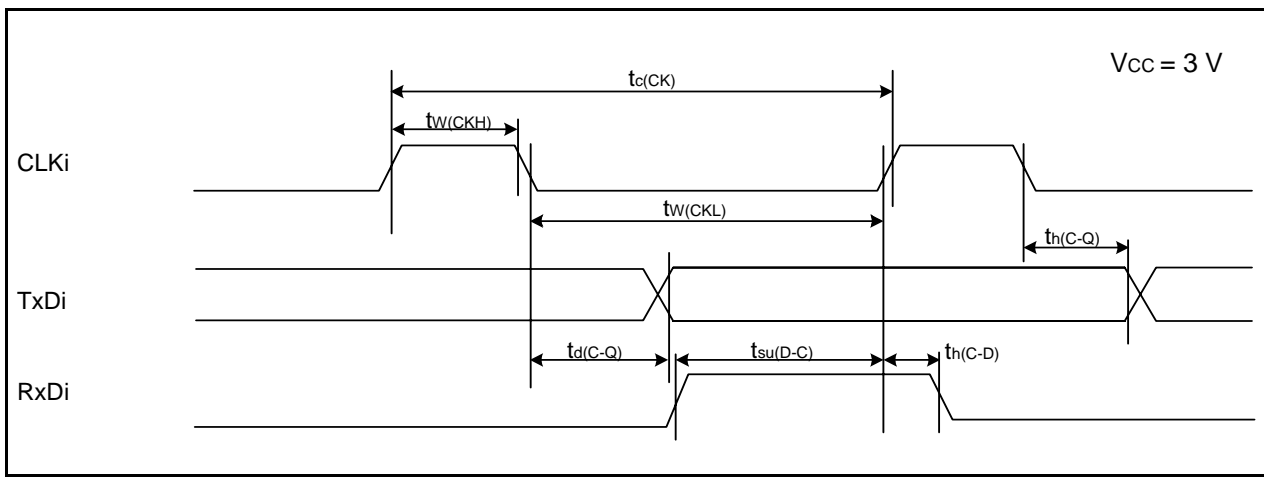 VCC = 3 V
tc(CK)
tW(CKH)
CLKi
tW(CKL)
th(C-Q)
TxDi
td(C-Q)
tsu(D-C)
th(C-D)
RxDi